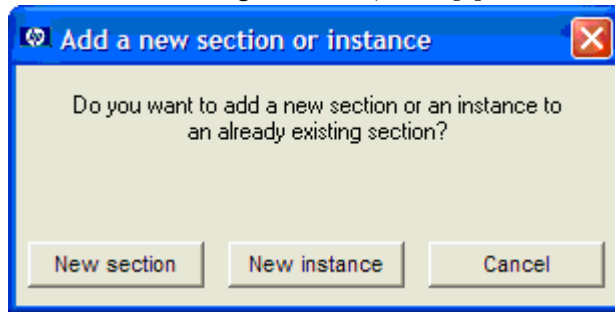 Add a new section or instance
Do you want to add a new section or an instance to
an already existing section?
New section
New instance
Cancel